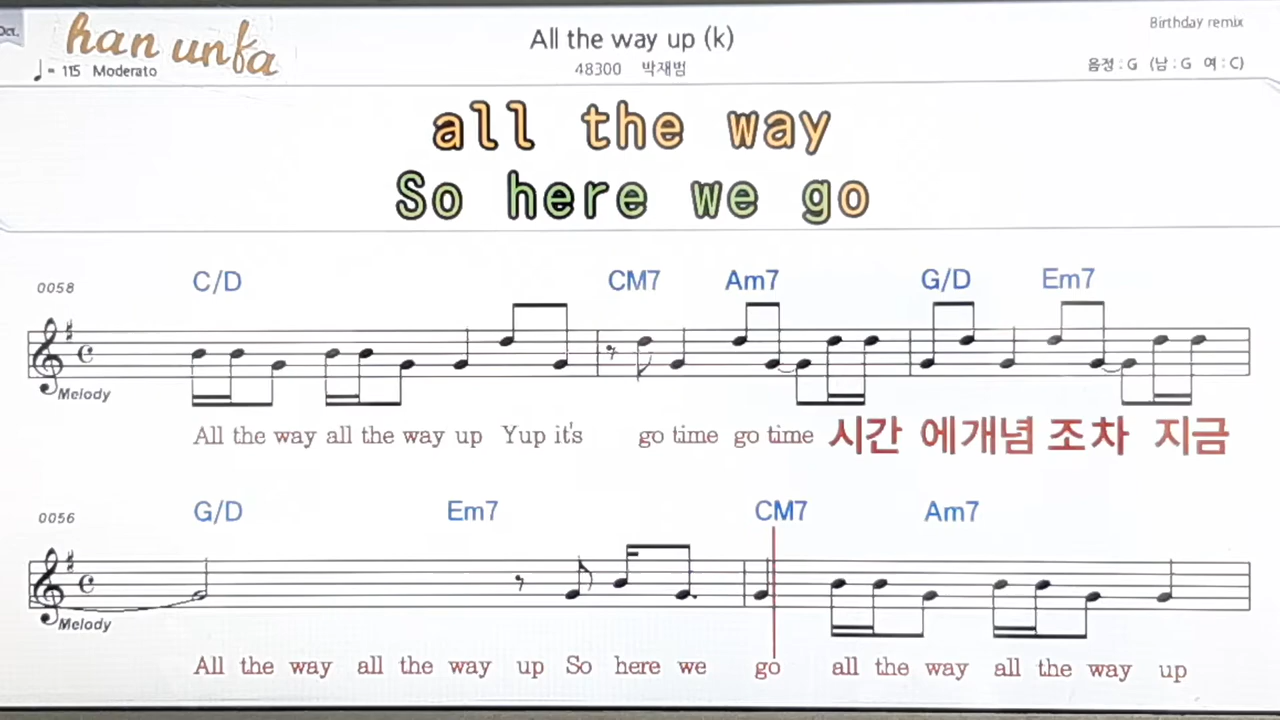 Oct.
han unfa
All the way up (k)
Birthday remix
♩ = 115 Moderato
48300 박재범
음정 : G (남 : G 여 : C)
all the way
So here we go
0058
C/D CM7 Am7 G/D Em7
Melody
All the way all the way up Yup it's go time go time 시간 에개념 조차 지금
0056
G/D Em7 CM7 Am7
Melody
All the way all the way up So here we go all the way all the way up